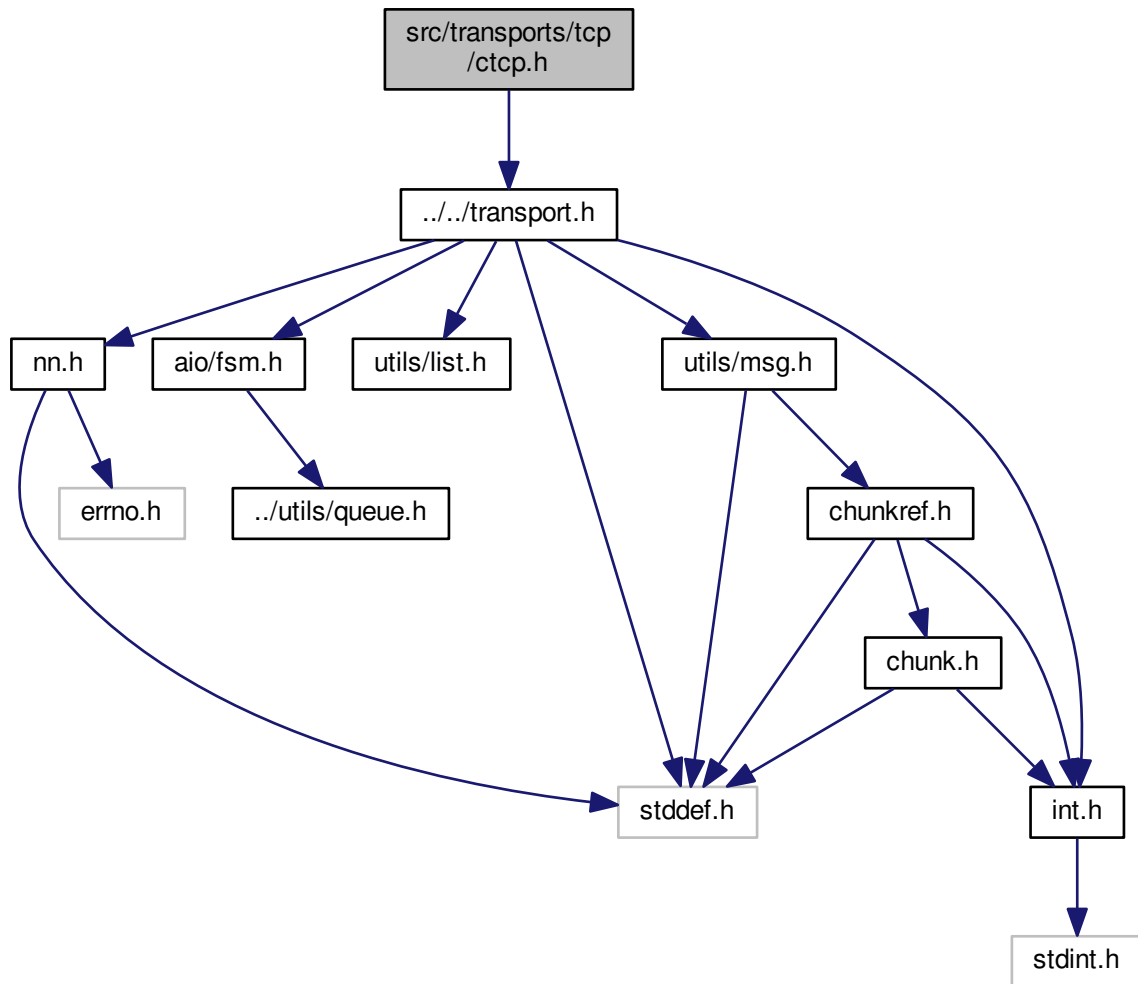 src/transports/tcp
/ctcp.h
../../transport.h
nn.h
aio/fsm.h
utils/list.h
utils/msg.h
errno.h
../utils/queue.h
chunkref.h
chunk.h
stddef.h
int.h
stdint.h